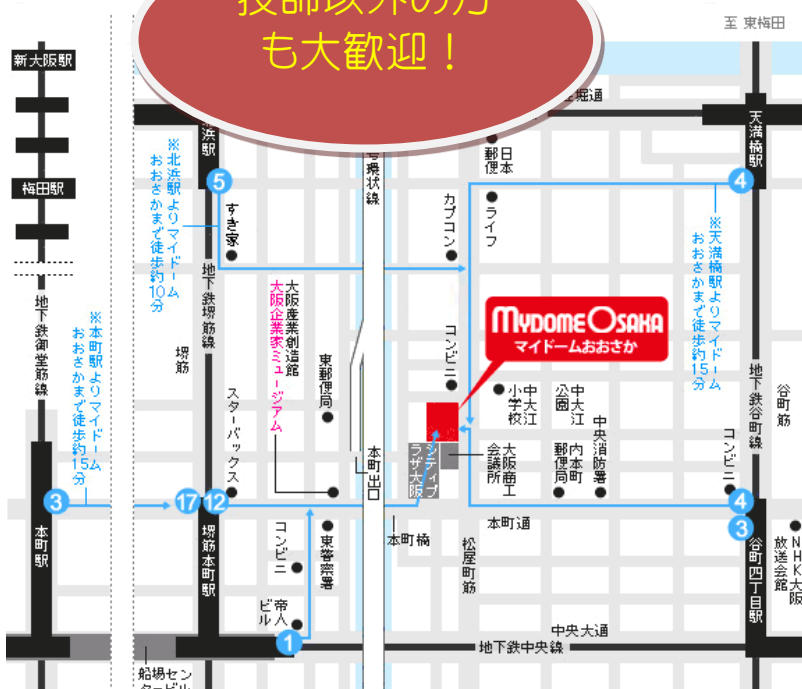 技師以外の方
も大歓迎！
至 東梅田
新大阪駅
梅田駅
地下鉄御堂筋線
※本町駅よりマイドーム
おおさかまで徒歩約15分
3
本町駅
※北浜駅よりマイドーム
おおさかまで徒歩約10分
浜駅
5
すき家
地下鉄堺筋線
堺筋
大阪産業創造館
大阪企業家ミュージアム
東郵便局
スターバックス
17
12
堺筋本町駅
コンビニ
東警察署
帝人
ビル
1
船場セン
タービル
環状線
本町出口
本町橋
日本
郵便
ライフ
カプコン
コンビニ
MYDOME OSAKA
マイドームおおさか
シティプ
ラザ大阪
大阪商工
会議所
中大江
小学校
中大江
公園
内本町
郵便局
中央消防署
本町通
松屋町筋
中央大通
地下鉄中央線
堀通
天満橋駅
4
※天満橋駅よりマイドーム
おおさかまで徒歩約15分
地下鉄谷町線
谷町筋
コンビニ
4
3
谷町四丁目駅
NHK大阪
放送会館